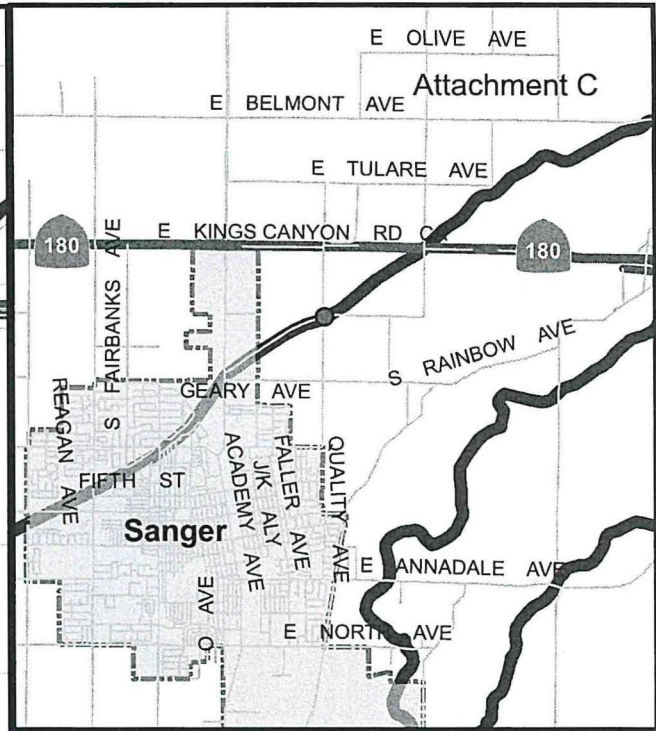 E OLIVE AVE
Attachment C
E BELMONT AVE
E TULARE AVE
E KINGS CANYON RD
180
180
S FAIRBANKS AVE
S RAINBOW AVE
GEARY AVE
REAGAN AVE
FIFTH ST
ACADEMY AVE
J/K ALY
FALLER AVE
QUALITY AVE
Sanger
E ANNADALE AVE
O AVE
E NORTH AVE